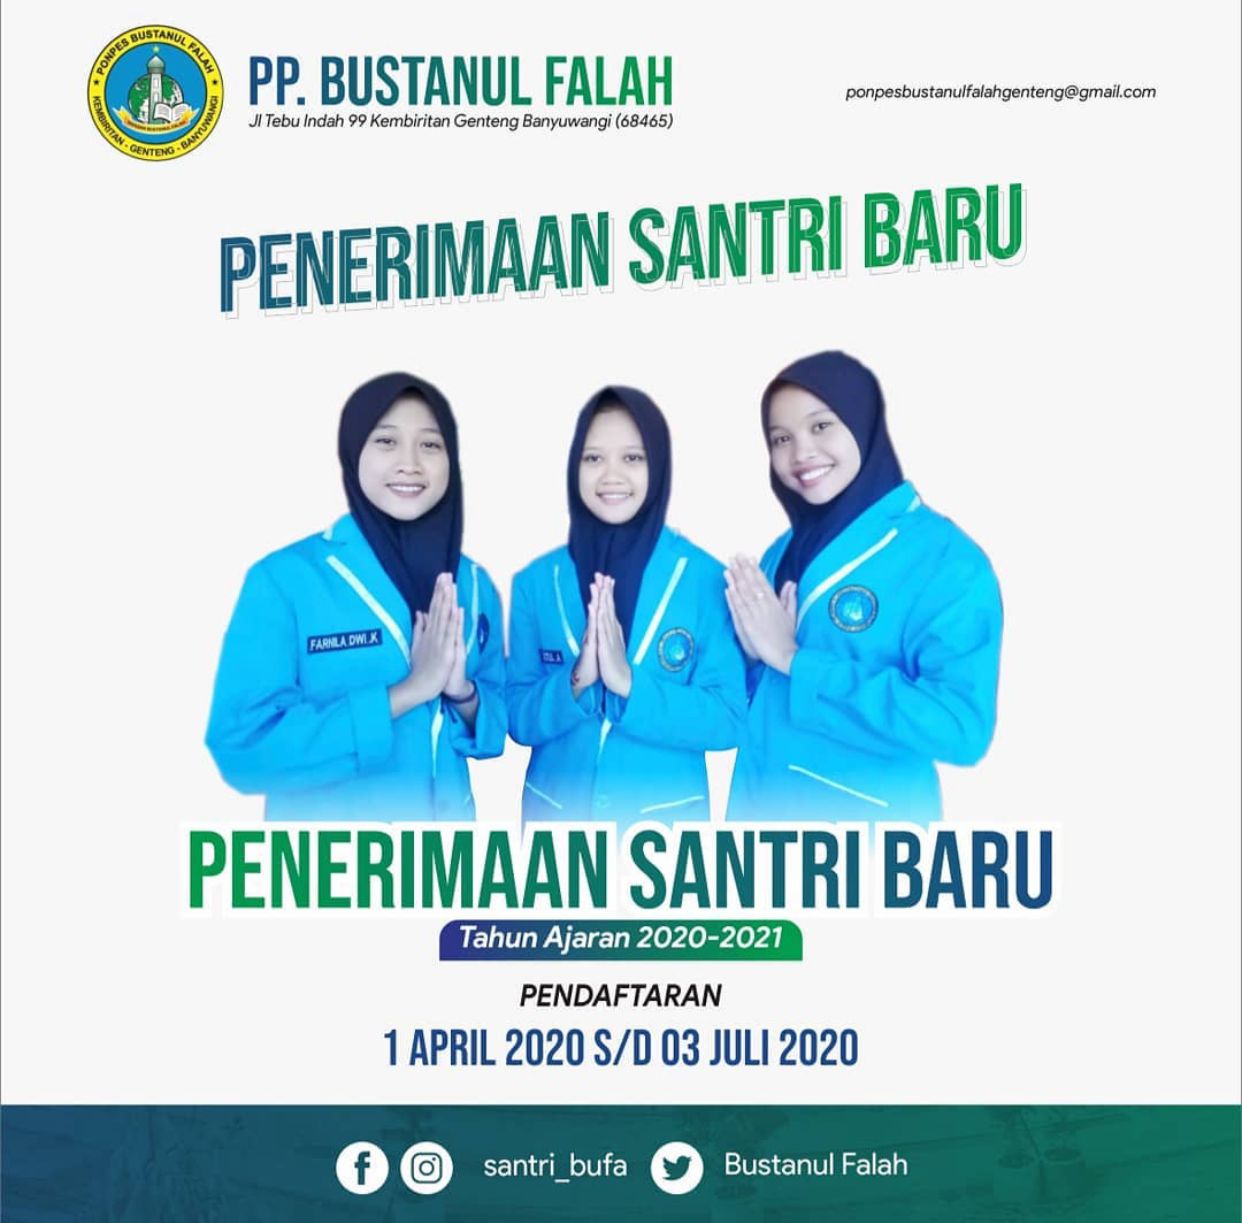 PONPES BUSTANUL FALAH
KEMBIRITAN - GENTENG - BANYUWANGI
PP. BUSTANUL FALAH
Jl Tebu Indah 99 Kembiritan Genteng Banyuwangi (68465)
ponpesbustanulfalahgenteng@gmail.com
PENERIMAAN SANTRI BARU
FARNILA DWI .K
PENERIMAAN SANTRI BARU
Tahun Ajaran 2020-2021
PENDAFTARAN
1 APRIL 2020 S/D 03 JULI 2020
santri_bufa
Bustanul Falah